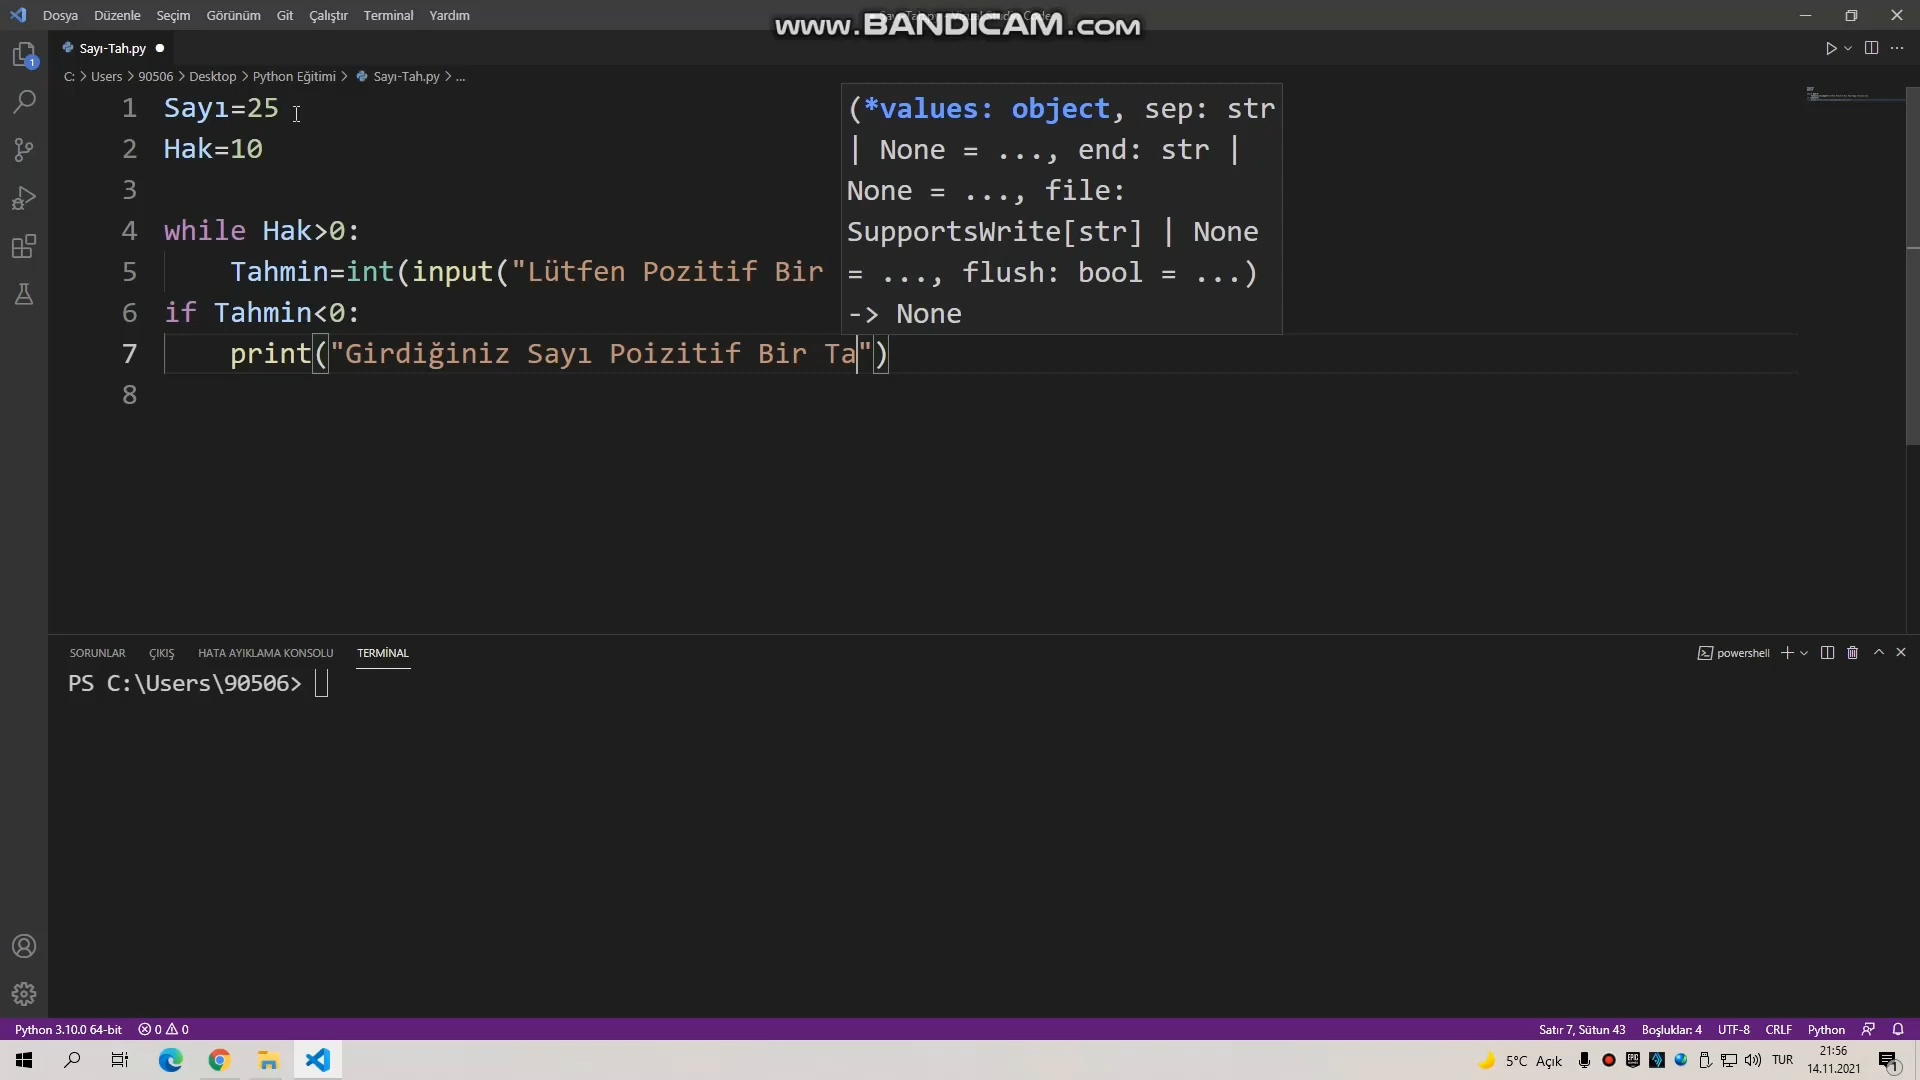 Dosya Düzenle Seçim Görünüm Git Çalıştır Terminal Yardım
www.BANDICAM.com
Sayı-Tah.py
C: > Users > 90506 > Desktop > Python Eğitimi > Sayı-Tah.py > ...
1 Sayı=25
2 Hak=10
3
4 while Hak>0:
5 Tahmin=int(input("Lütfen Pozitif Bir
6 if Tahmin<0:
7 print("Girdiğiniz Sayı Poizitif Bir Ta")
8
(*values: object, sep: str
| None = ..., end: str |
None = ..., file:
SupportsWrite[str] | None
= ..., flush: bool = ...)
-> None
SORUNLAR ÇIKIŞ HATA AYIKLAMA KONSOLU TERMİNAL
powershell
PS C:\Users\90506>
Python 3.10.0 64-bit 0 0
Satır 7, Sütun 43 Boşluklar: 4 UTF-8 CRLF Python
5°C Açık TUR 21:56
14.11.2021